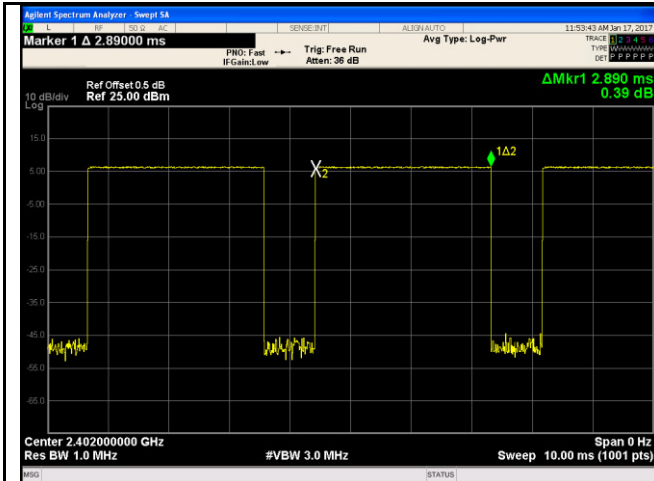 Agilent Spectrum Analyzer - Swept SA
L RF 50 Ω AC SENSE:INT ALIGNAUTO 11:53:43 AM Jan 17, 2017
Marker 1 Δ 2.89000 ms
PNO: Fast
IFGain:Low
Trig: Free Run
Atten: 36 dB
Avg Type: Log-Pwr
TRACE 1 2 3 4 5 6
TYPE WWWWWW
DET P P P P P P
ΔMkr1 2.890 ms
0.39 dB
Ref Offset 0.5 dB
10 dB/div Ref 25.00 dBm
Log
15.0
5.00
-5.00
-15.0
-25.0
-35.0
-45.0
-55.0
-65.0
1Δ2
X2
Center 2.402000000 GHz Span 0 Hz
Res BW 1.0 MHz #VBW 3.0 MHz Sweep 10.00 ms (1001 pts)
MSG STATUS